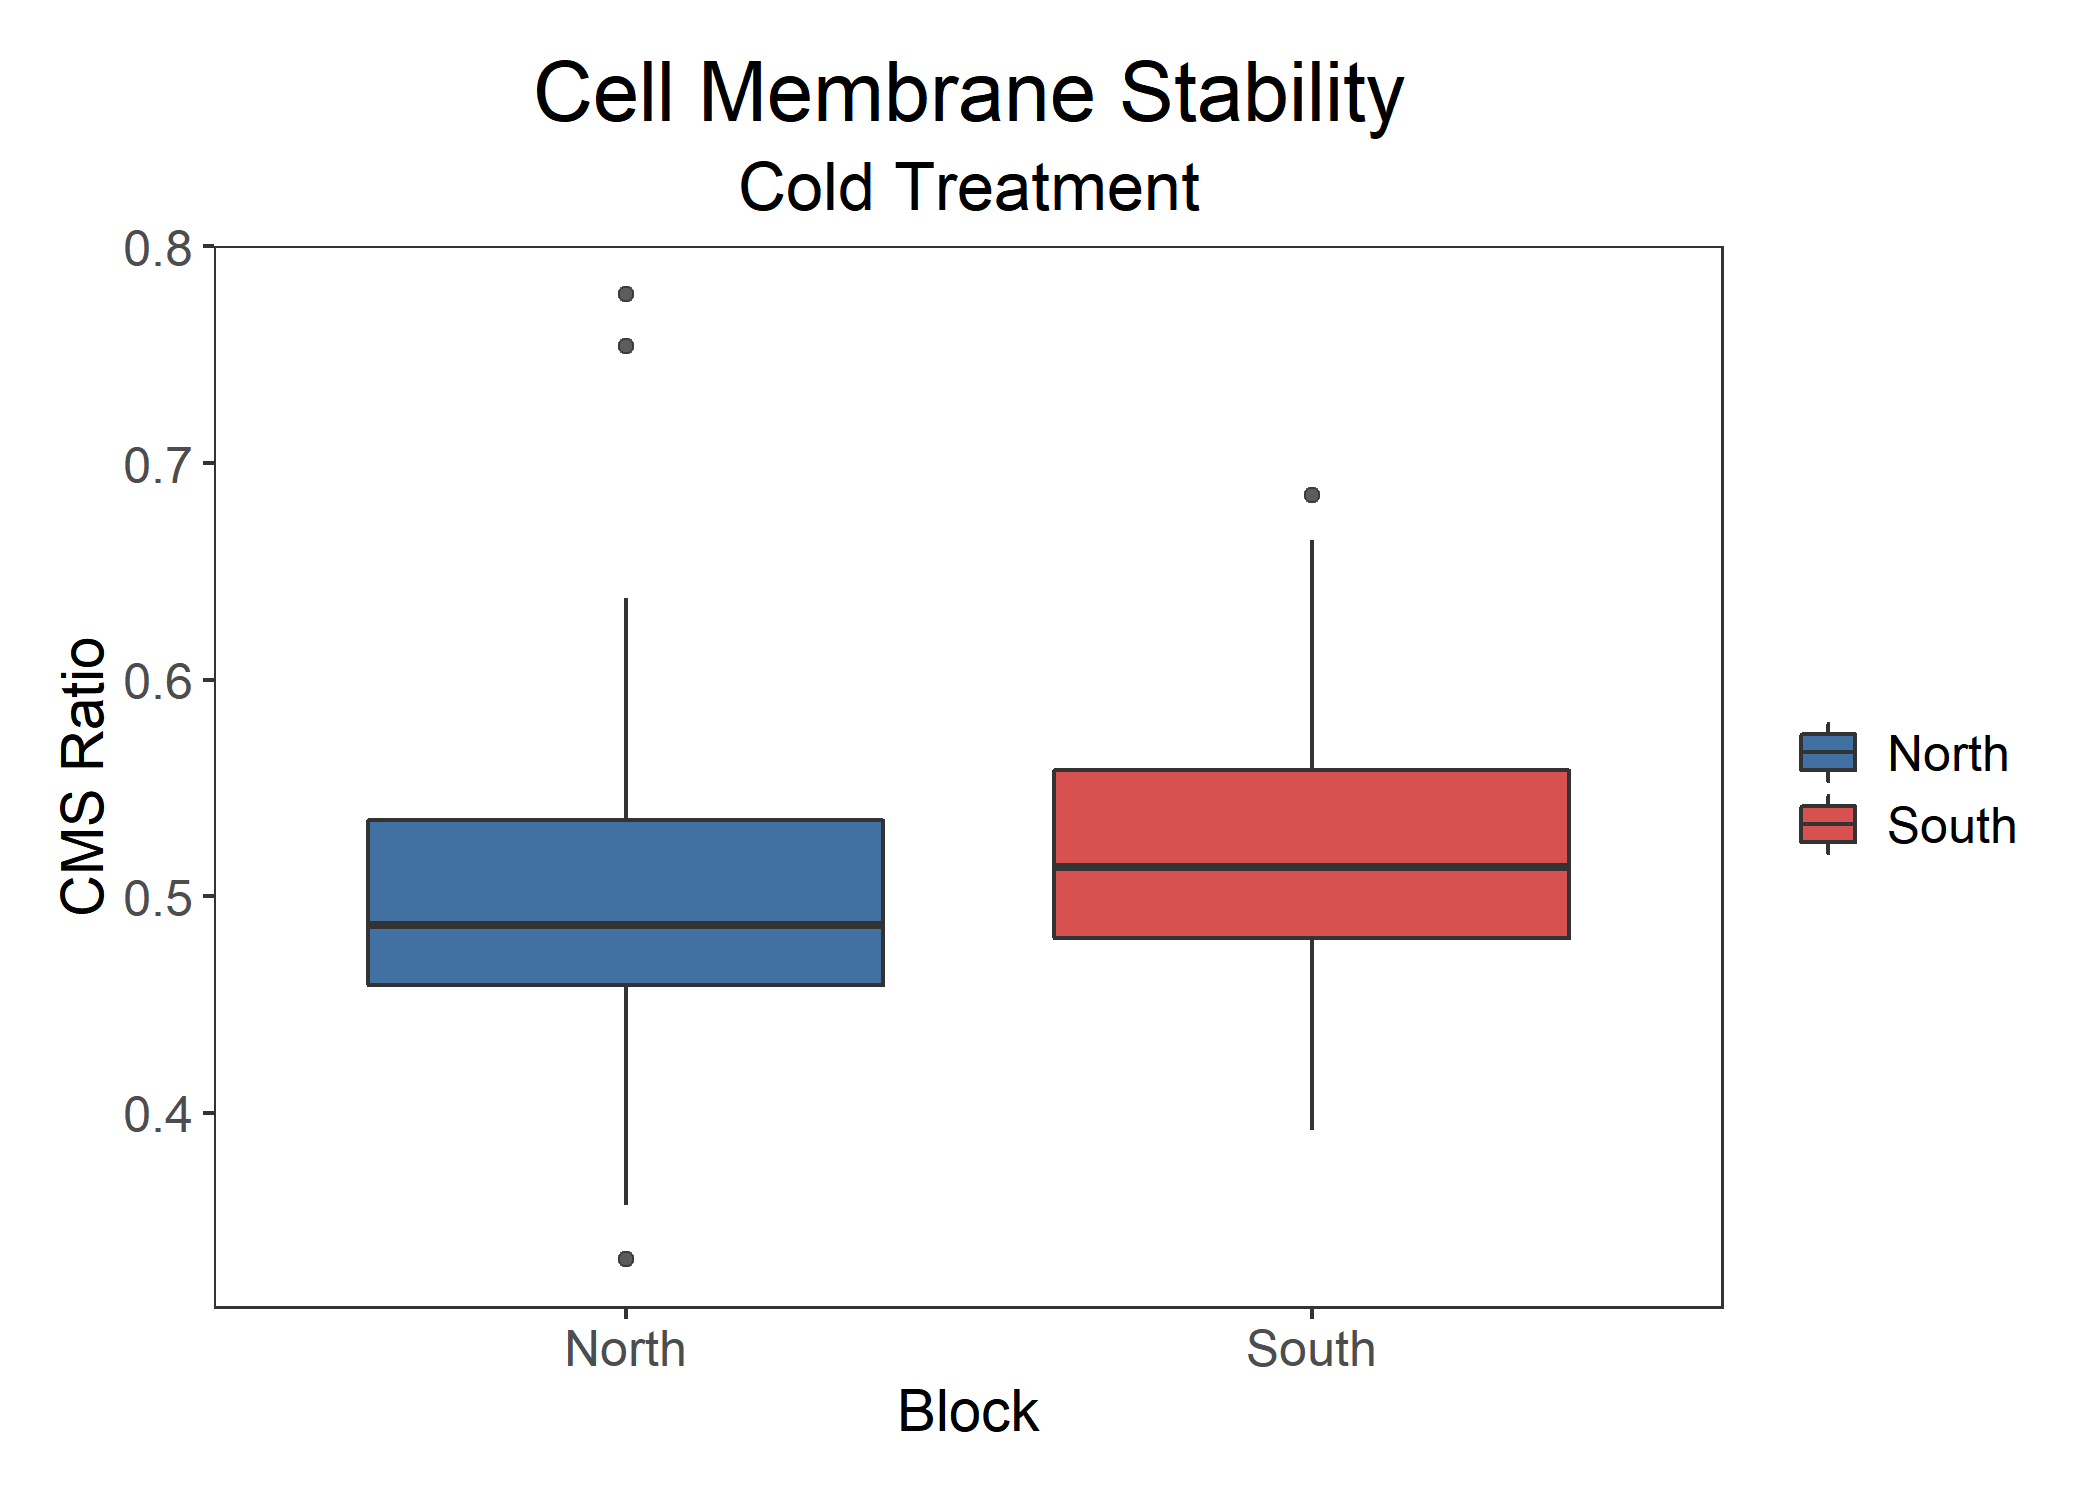 Cell Membrane Stability
Cold Treatment
0.8
0.7
0.6
0.5
0.4
CMS Ratio
North
South
Block
North
South